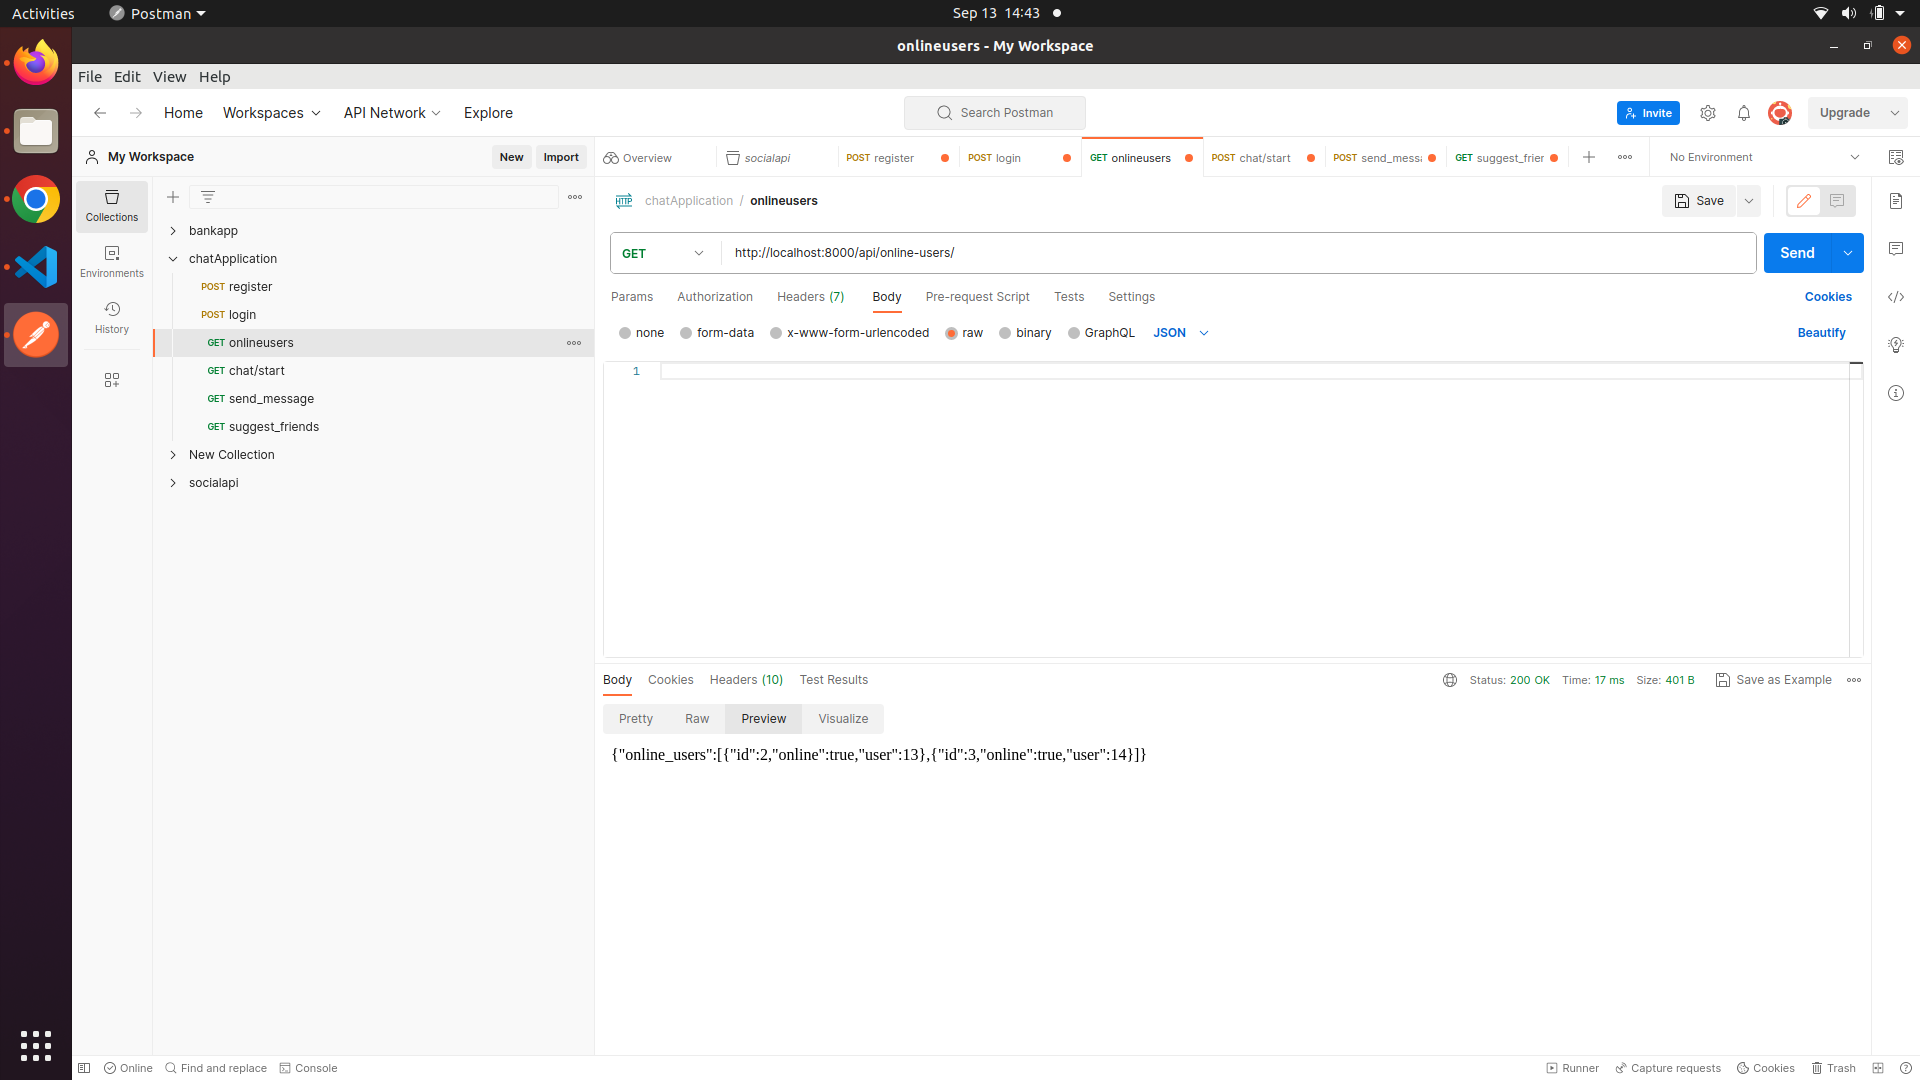 Activities
Postman
Sep 13 14:43
onlineusers - My Workspace
File Edit View Help
Home Workspaces API Network Explore
Search Postman
Invite
Upgrade
My Workspace
New Import
Overview
socialapi
POST register
POST login
GET onlineusers
POST chat/start
POST send_messa
GET suggest_frier
No Environment
Collections
Environments
History
bankapp
chatApplication
POST register
POST login
GET onlineusers
GET chat/start
GET send_message
GET suggest_friends
New Collection
socialapi
HTTP chatApplication / onlineusers
Save
GET http://localhost:8000/api/online-users/
Send
Params Authorization Headers (7) Body Pre-request Script Tests Settings
Cookies
none form-data x-www-form-urlencoded raw binary GraphQL JSON
Beautify
1
Body Cookies Headers (10) Test Results
Status: 200 OK Time: 17 ms Size: 401 B Save as Example
Pretty Raw Preview Visualize
{"online_users":[{"id":2,"online":true,"user":13},{"id":3,"online":true,"user":14}]}
Online Find and replace Console
Runner Capture requests Cookies Trash